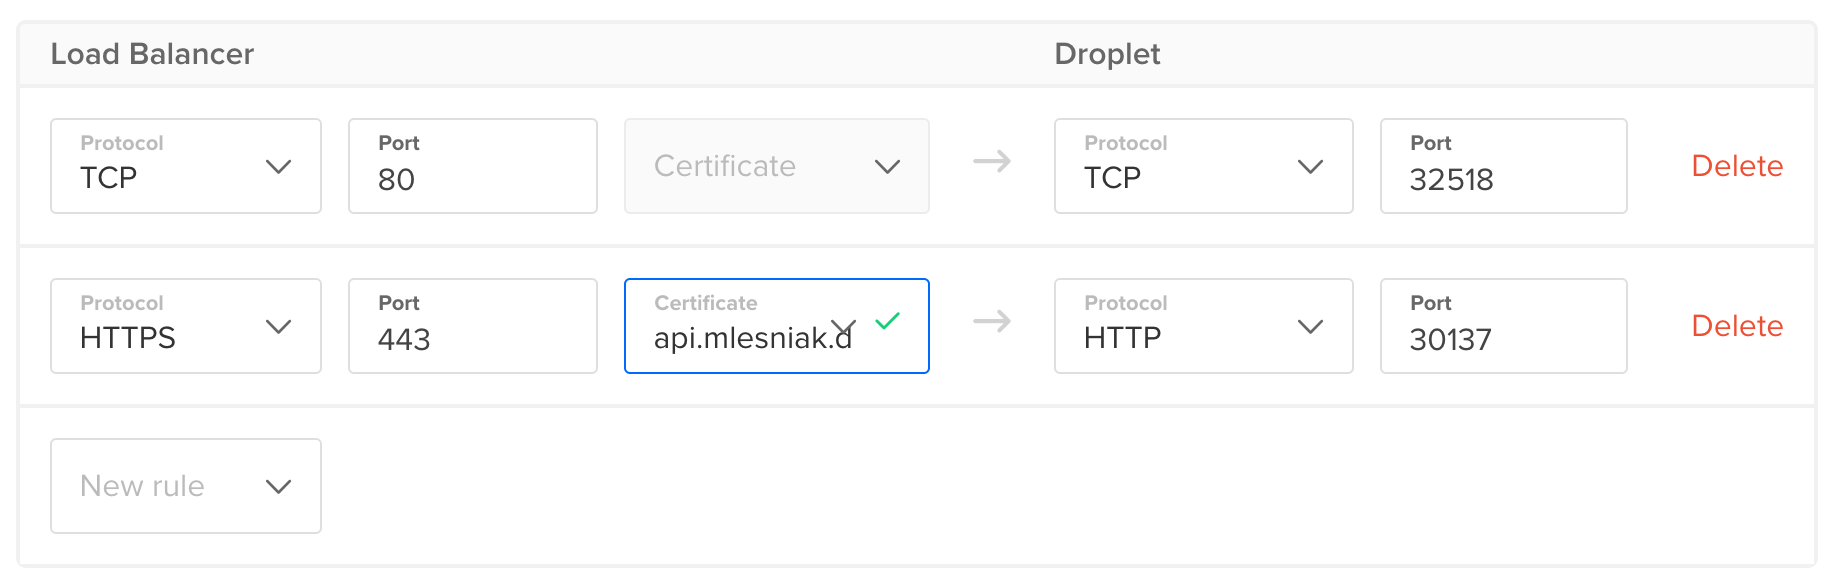 Load Balancer Droplet
Protocol
TCP
Port
80
Certificate
Protocol
TCP
Port
32518
Delete
Protocol
HTTPS
Port
443
Certificate
api.mlesniak.d
Protocol
HTTP
Port
30137
Delete
New rule